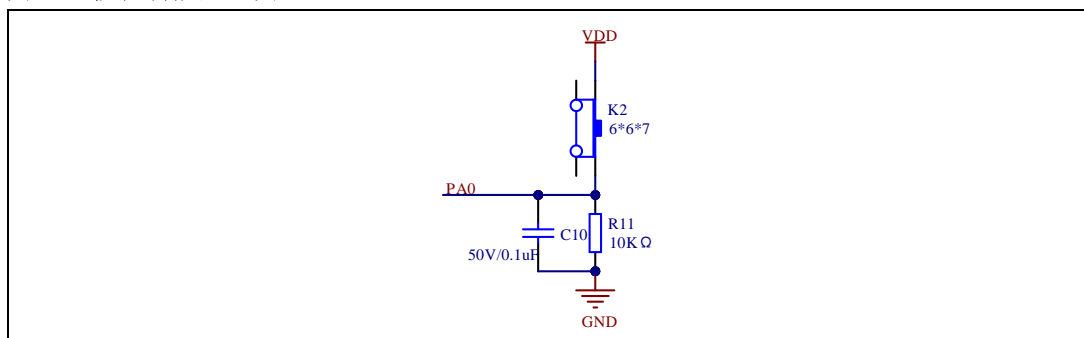 VDD
K2
6*6*7
PA0
R11
C10
10KΩ
50V/0.1uF
GND